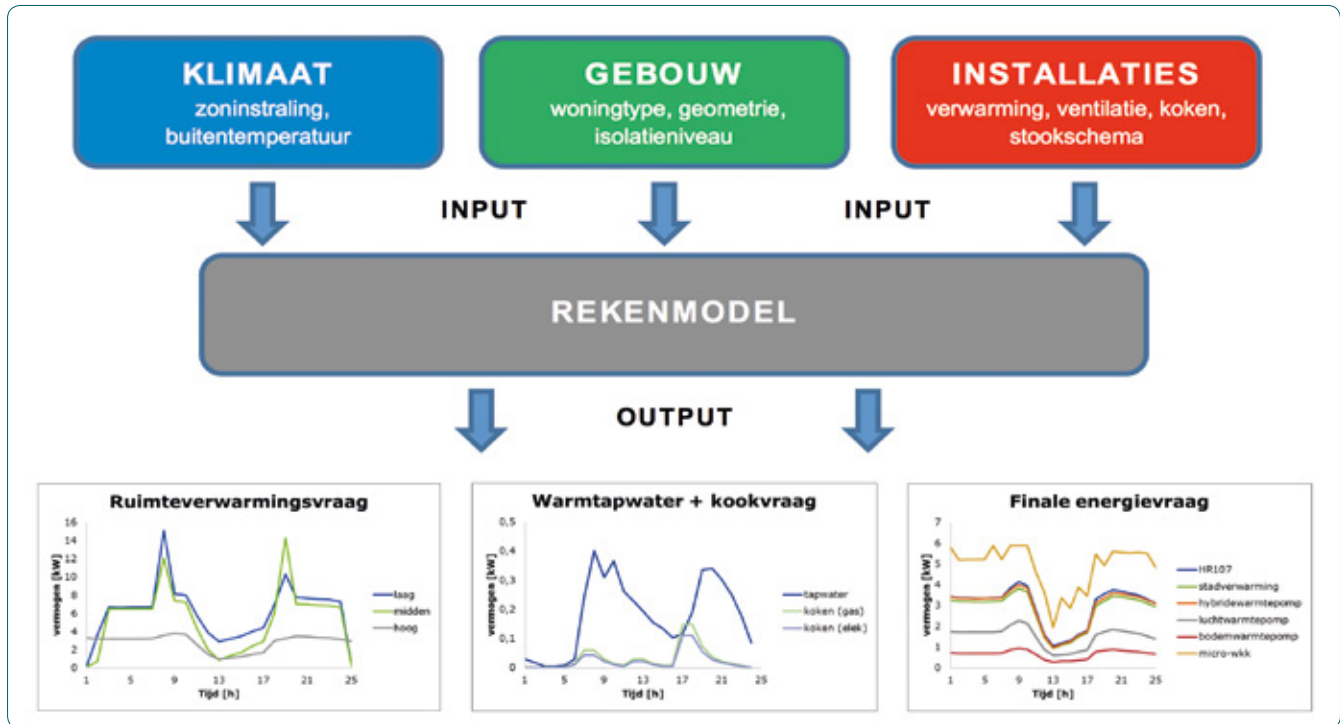 KLIMAAT
zoninstraling,
buitentemperatuur
GEBOUW
woningtype, geometrie,
isolatieniveau
INSTALLATIES
verwarming, ventilatie, koken,
stookschema
INPUT
INPUT
REKENMODEL
OUTPUT
Ruimteverwarmingsvraag
vermogen [kW]
16
14
12
10
8
6
4
2
0
1
5
9
13
17
21
25
Tijd [h]
laag
midden
hoog
Warmtapwater + kookvraag
vermogen [kW]
0,5
0,4
0,3
0,2
0,1
0
1
5
9
13
17
21
25
Tijd [h]
tapwater
koken (gas)
koken (elek)
Finale energievraag
vermogen [kW]
7
6
5
4
3
2
1
0
1
5
9
13
17
21
25
Tijd [h]
HR107
stadverwarming
hybridewarmtepomp
luchtwarmtepomp
bodemwarmtepomp
micro-wkk